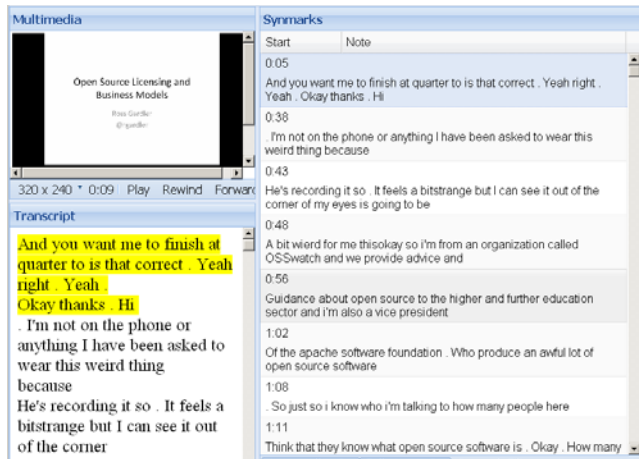 Multimedia
Open Source Licensing and
Business Models
Ross Gardler
@rgardler
320 x 240 * 0:09 Play Rewind Forward
Transcript
And you want me to finish at
quarter to is that correct . Yeah
right . Yeah .
Okay thanks . Hi
. I'm not on the phone or
anything I have been asked to
wear this weird thing
because
He's recording it so . It feels a
bitstrange but I can see it out
of the corner
Synmarks
Start Note
0:05
And you want me to finish at quarter to is that correct . Yeah right .
Yeah . Okay thanks . Hi
0:38
. I'm not on the phone or anything I have been asked to wear this
weird thing because
0:43
He's recording it so . It feels a bitstrange but I can see it out of the
corner of my eyes is going to be
0:48
A bit wierd for me thisokay so i'm from an organization called
OSSwatch and we provide advice and
0:56
Guidance about open source to the higher and further education
sector and i'm also a vice president
1:02
Of the apache software foundation . Who produce an awful lot of
open source software
1:08
. So just so i know who i'm talking to how many people here
1:11
Think that they know what open source software is . Okay . How many